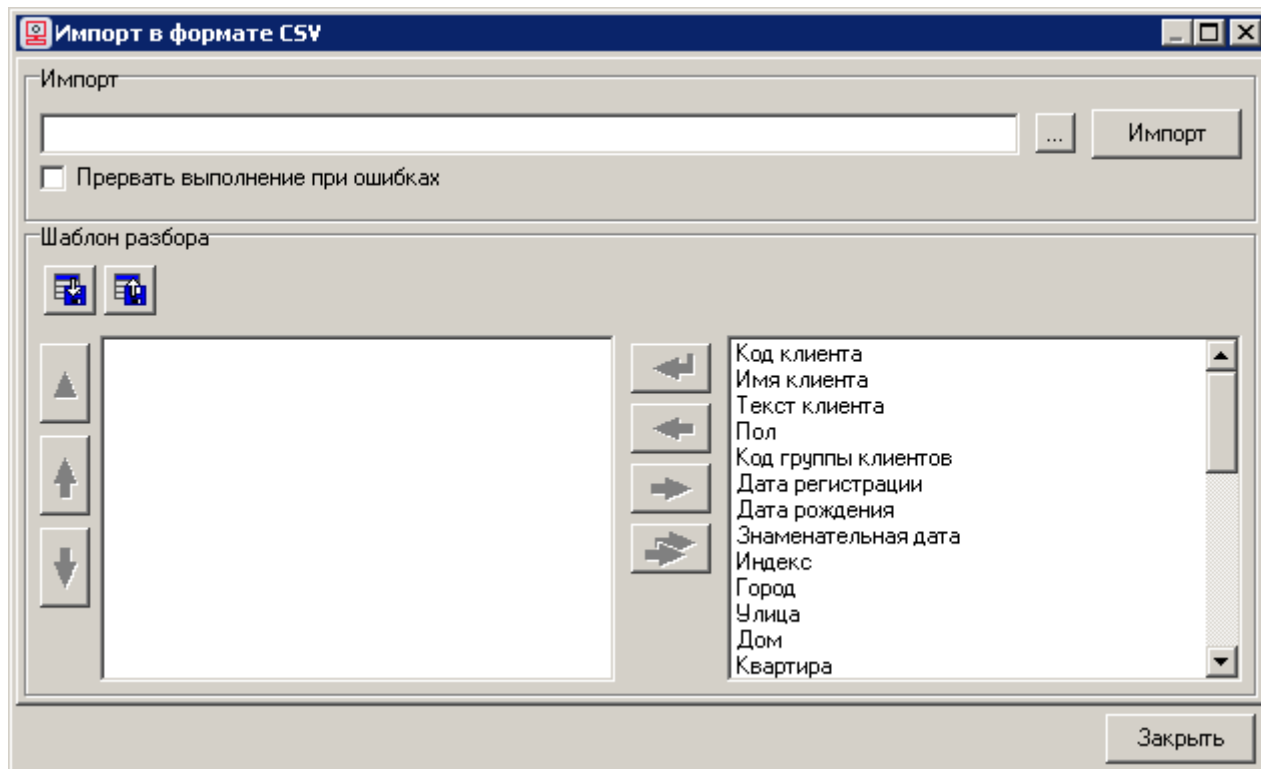 Импорт в формате CSV
Импорт
... Импорт
Прервать выполнение при ошибках
Шаблон разбора
Код клиента
Имя клиента
Текст клиента
Пол
Код группы клиентов
Дата регистрации
Дата рождения
Знаменательная дата
Индекс
Город
Улица
Дом
Квартира
Закрыть